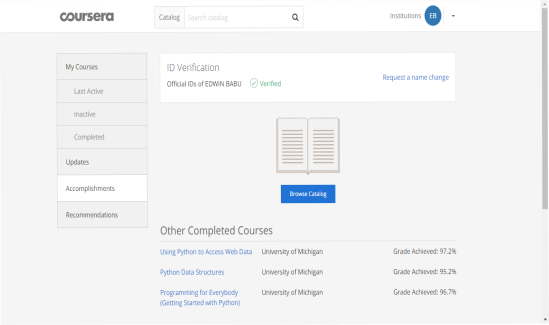 coursera
Catalog Search catalog
Institutions EB
My Courses
Last Active
Inactive
Completed
Updates
Accomplishments
Recommendations
ID Verification
Official IDs of EDWIN BABU Verified
Request a name change
Browse Catalog
Other Completed Courses
Using Python to Access Web Data University of Michigan Grade Achieved: 97.2%
Python Data Structures University of Michigan Grade Achieved: 95.2%
Programming for Everybody University of Michigan Grade Achieved: 96.7%
(Getting Started with Python)